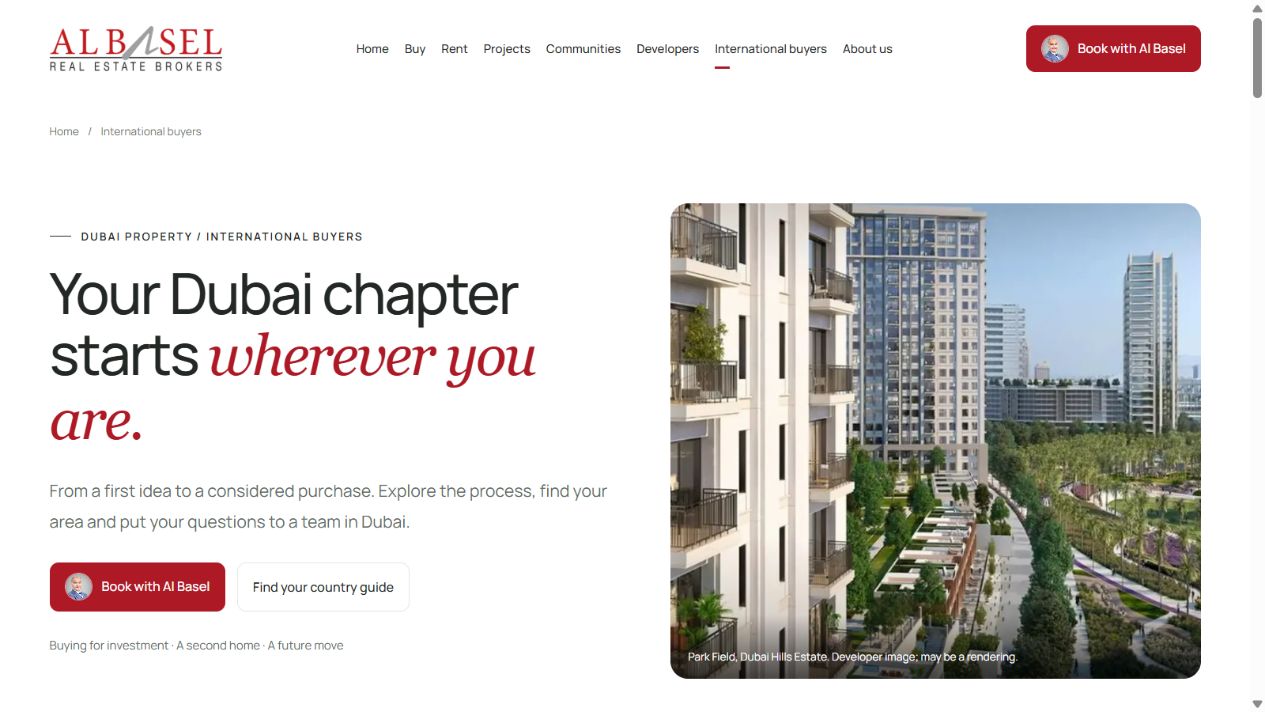 AL BASEL
REAL ESTATE BROKERS
Home
Buy
Rent
Projects
Communities
Developers
International buyers
About us
Book with Al Basel
Home / International buyers
DUBAI PROPERTY / INTERNATIONAL BUYERS
Your Dubai chapter
starts wherever you
are.
From a first idea to a considered purchase. Explore the process, find your
area and put your questions to a team in Dubai.
Book with Al Basel
Find your country guide
Buying for investment · A second home · A future move
Park Field, Dubai Hills Estate. Developer image; may be a rendering.